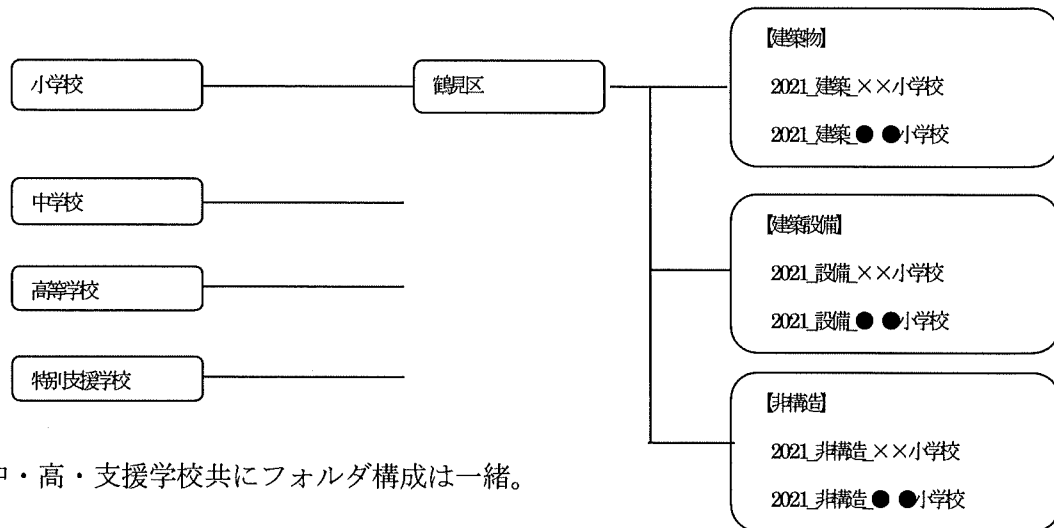 小学校
鶴見区
【建築物】
2021_建築_××小学校
2021_建築_●●小学校
中学校
【建築設備】
2021_設備_××小学校
2021_設備_●●小学校
高等学校
特別支援学校
【非構造】
2021_非構造_××小学校
2021_非構造_●●小学校
・高・支援学校共にフォルダ構成は一緒。